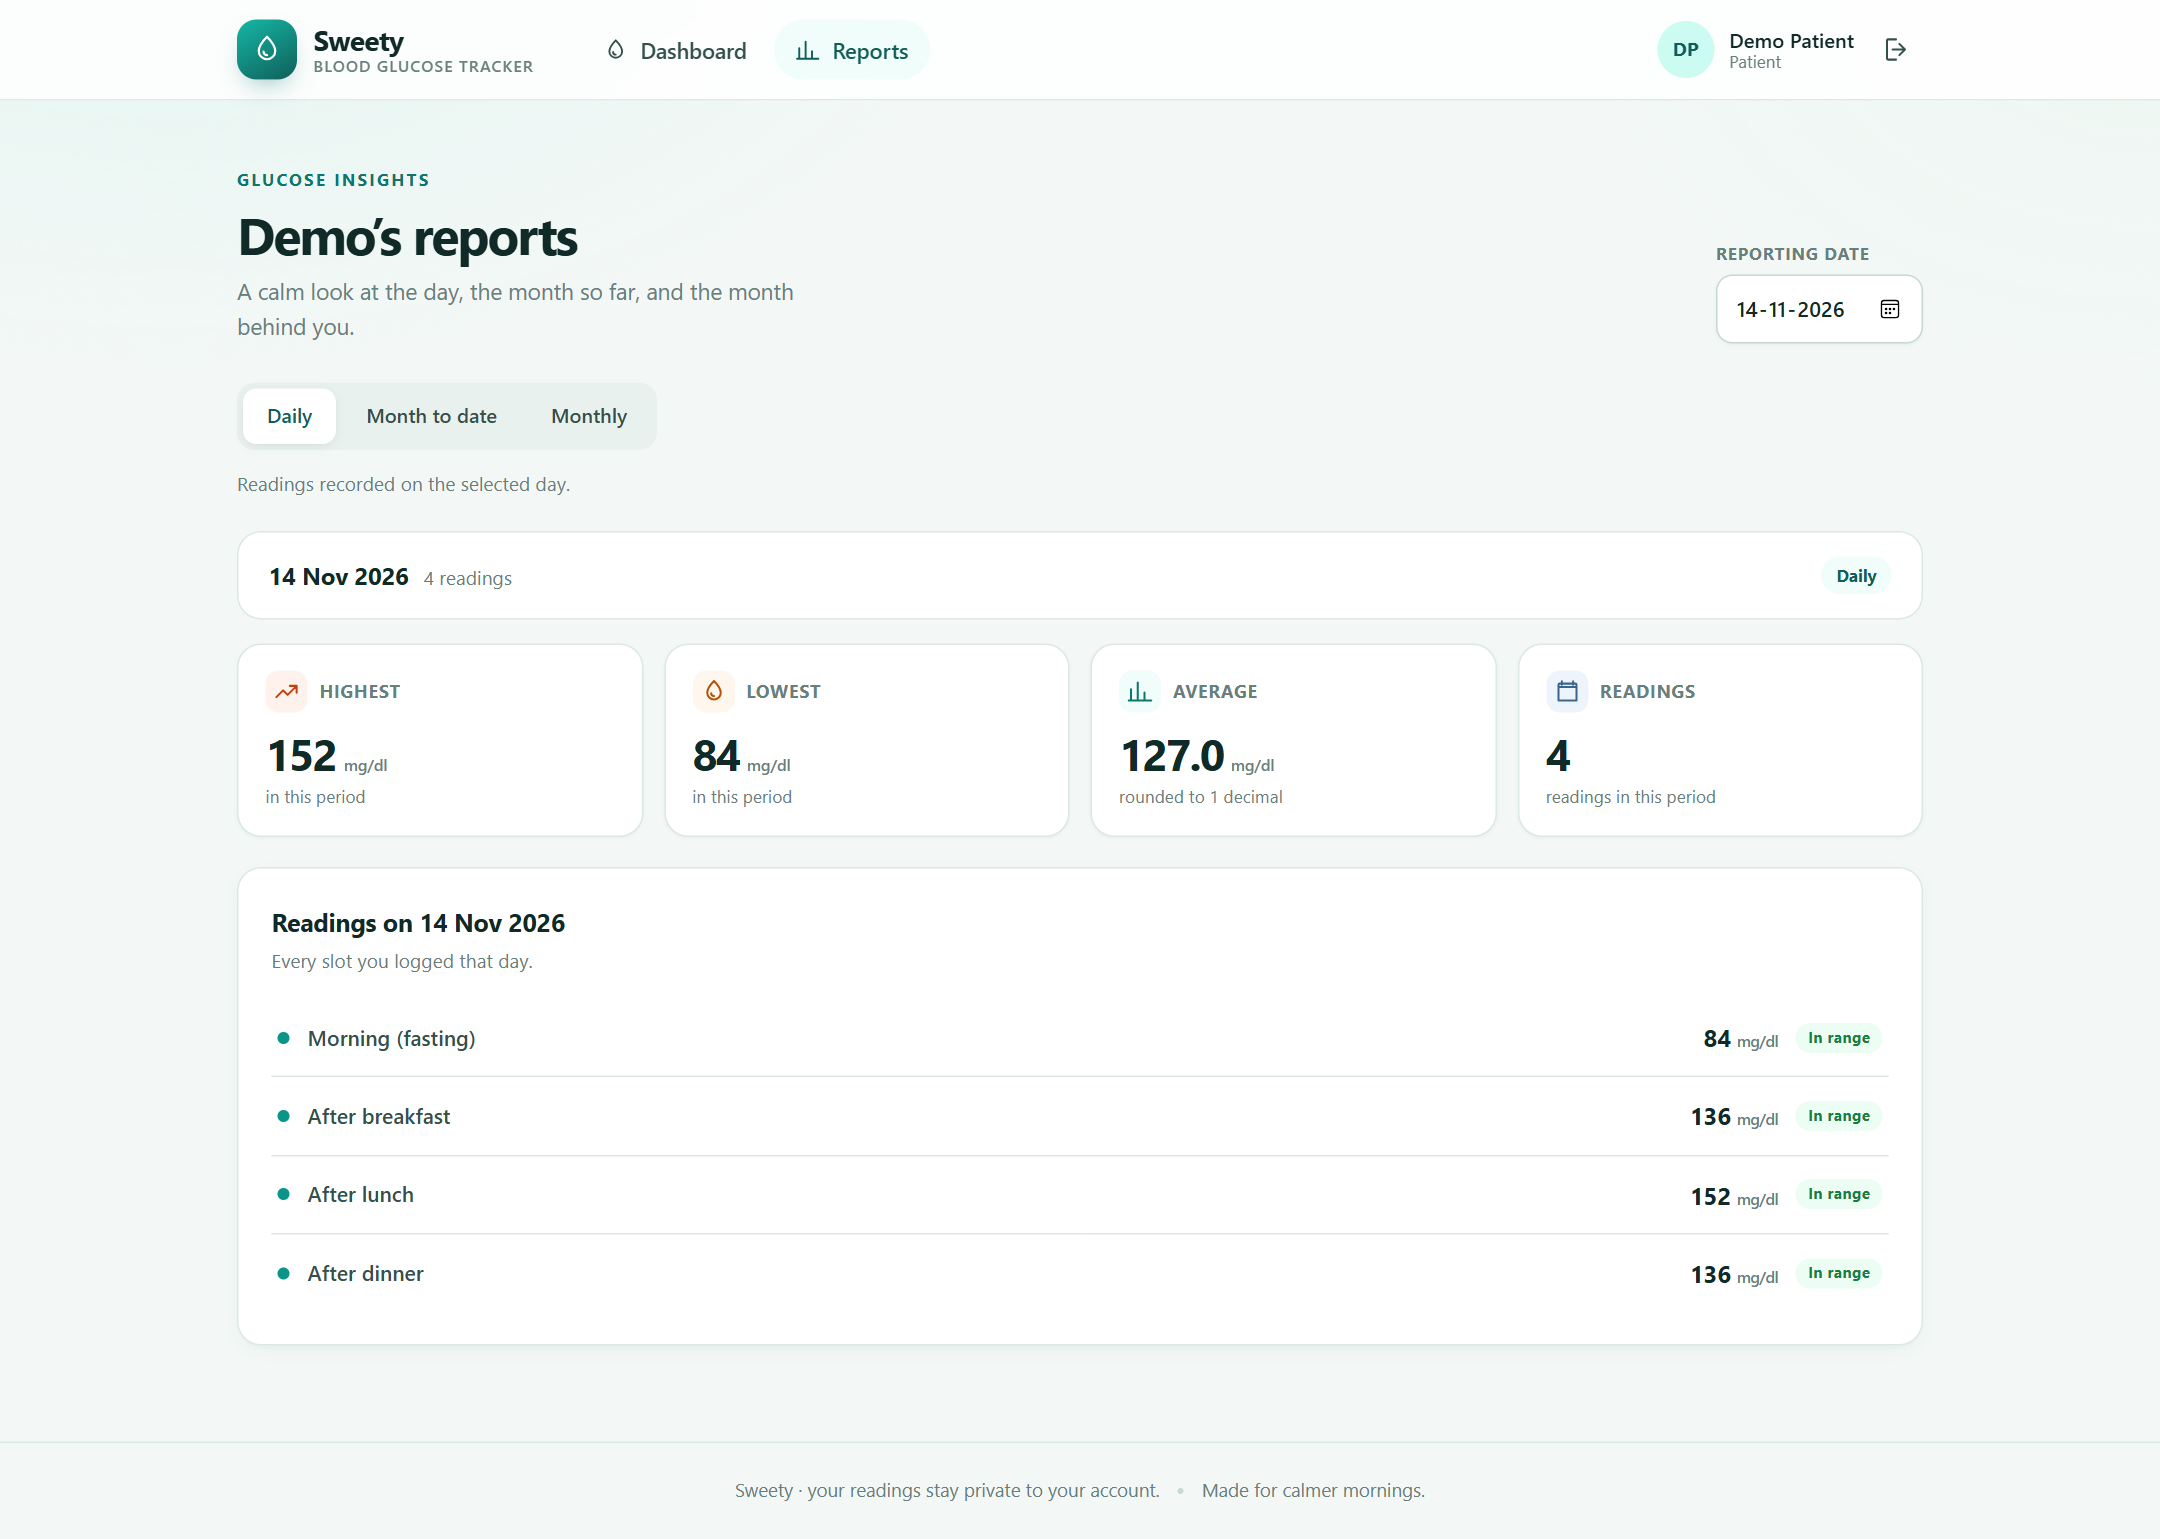 Sweety
BLOOD GLUCOSE TRACKER
Dashboard
Reports
DP
Demo Patient
Patient
GLUCOSE INSIGHTS
Demo's reports
A calm look at the day, the month so far, and the month
behind you.
REPORTING DATE
14-11-2026
Daily
Month to date
Monthly
Readings recorded on the selected day.
14 Nov 2026 4 readings
Daily
HIGHEST
152 mg/dl
in this period
LOWEST
84 mg/dl
in this period
AVERAGE
127.0 mg/dl
rounded to 1 decimal
READINGS
4
readings in this period
Readings on 14 Nov 2026
Every slot you logged that day.
Morning (fasting) 84 mg/dl In range
After breakfast 136 mg/dl In range
After lunch 152 mg/dl In range
After dinner 136 mg/dl In range
Sweety · your readings stay private to your account. • Made for calmer mornings.